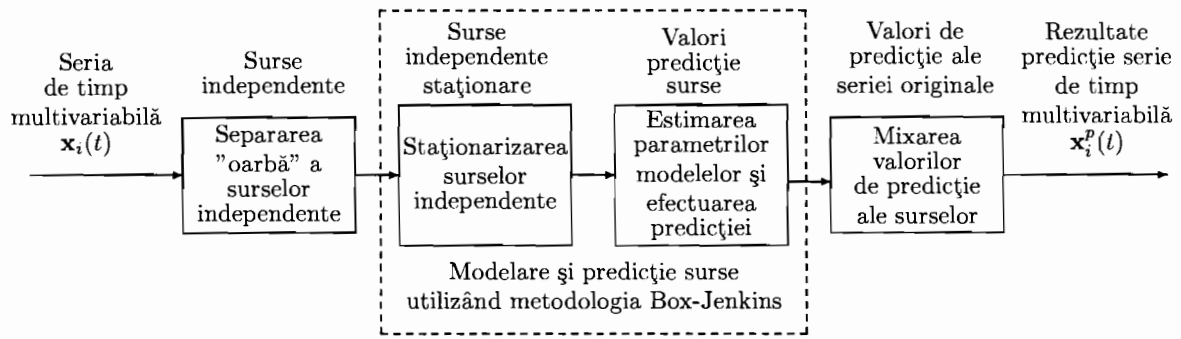 Seria
de timp
multivariabilă
x_i(t)
Surse
independente
Separarea
"oarbă" a
surselor
independente
Surse
independente
staţionare
Staţionarizarea
surselor
independente
Valori
predicţie
surse
Estimarea
parametrilor
modelelor şi
efectuarea
predicţiei
Modelare şi predicţie surse
utilizând metodologia Box-Jenkins
Valori de
predicţie ale
seriei originale
Mixarea
valorilor
de predicţie
ale surselor
Rezultate
predicţie serie
de timp
multivariabilă
x_i^p(t)